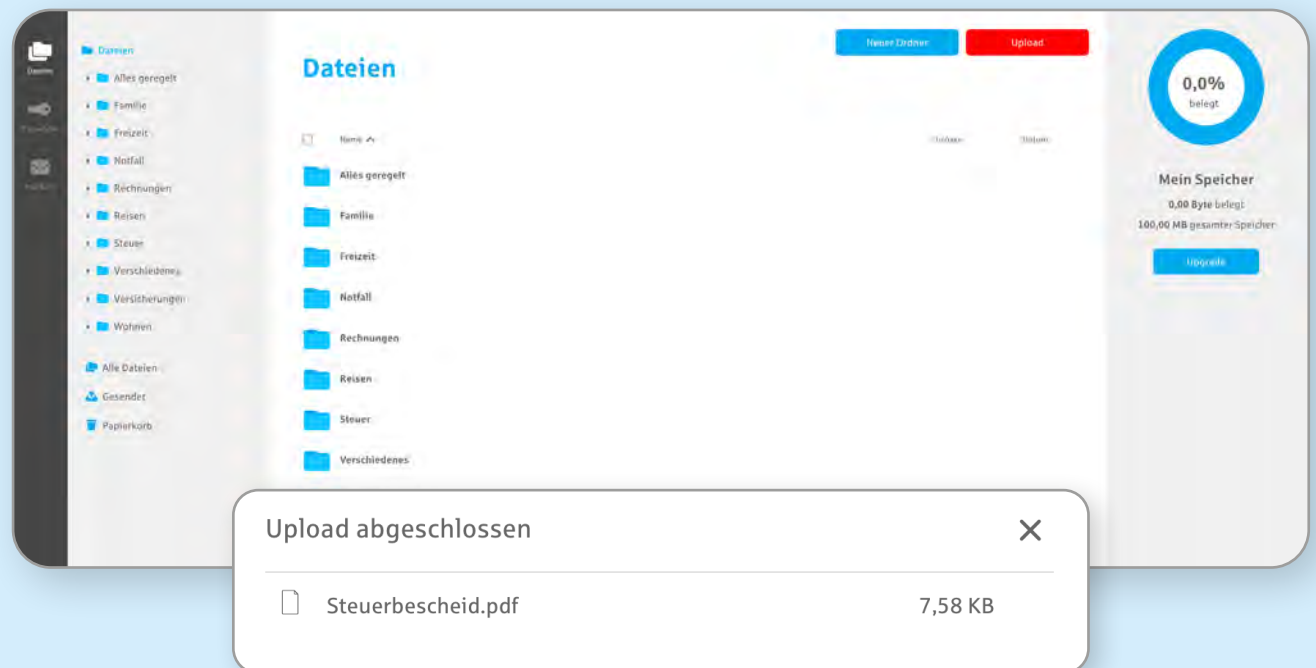 Dateien
Dateien
Alles geregelt
Familie
Freizeit
Notfall
Rechnungen
Reisen
Steuer
Verschiedenes
Versicherungen
Wohnen
Alle Dateien
Gesendet
Papierkorb
Dateien
Neuer Ordner
Upload
Name
Datum
Alles geregelt
Familie
Freizeit
Notfall
Rechnungen
Reisen
Steuer
Verschiedenes
0,0%
belegt
Mein Speicher
0,00 Byte belegt
100,00 MB gesamter Speicher
Upgrade
Upload abgeschlossen
Steuerbescheid.pdf 7,58 KB